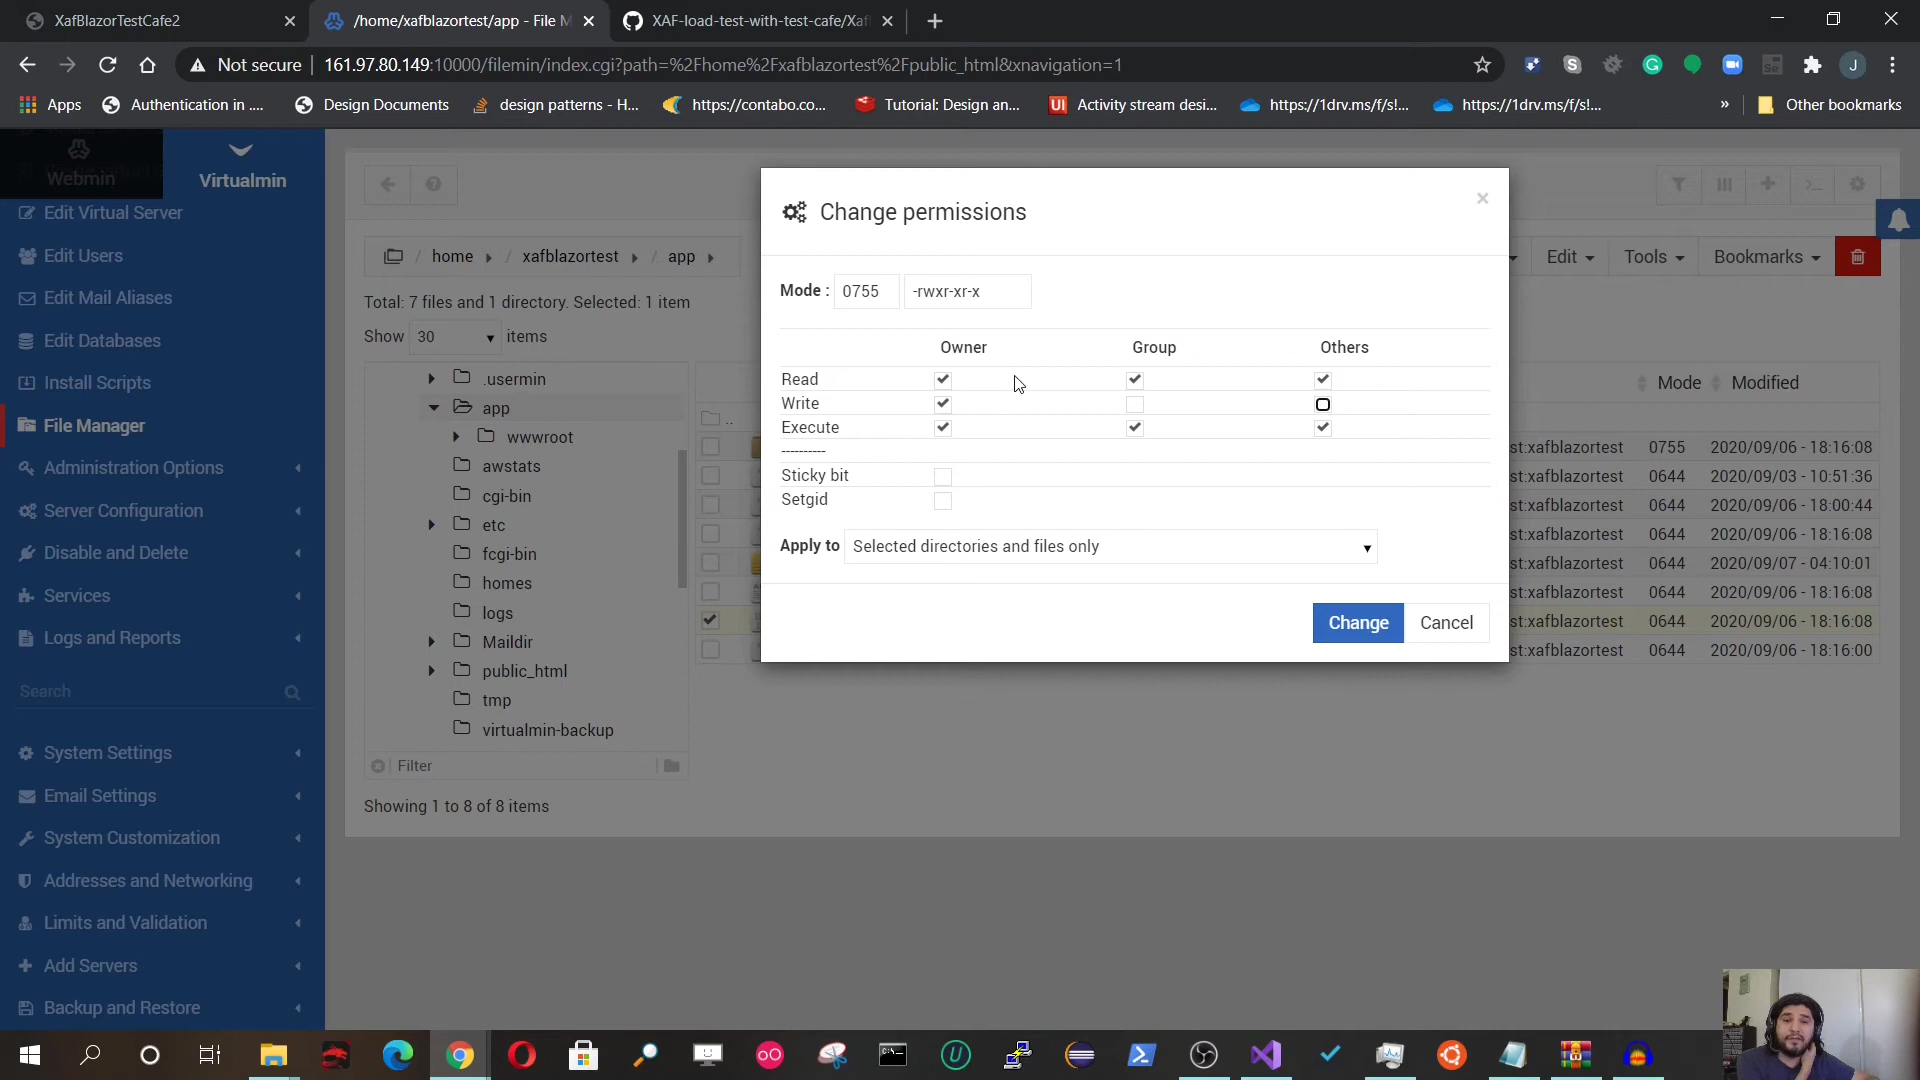 XafBlazorTestCafe2
/home/xafblazortest/app - File M
XAF-load-test-with-test-cafe/Xaf
Not secure
161.97.80.149:10000/filemin/index.cgi?path=%2Fhome%2Fxafblazortest%2Fpublic_html&xnavigation=1
J
Apps
Authentication in ....
Design Documents
design patterns - H...
https://contabo.co...
Tutorial: Design an...
UI
Activity stream desi...
https://1drv.ms/f/s!...
https://1drv.ms/f/s!...
»
Other bookmarks
Webmin
Virtualmin
Edit Virtual Server
Edit Users
Edit Mail Aliases
Edit Databases
Install Scripts
File Manager
Administration Options
Server Configuration
Disable and Delete
Services
Logs and Reports
Search
System Settings
Email Settings
System Customization
Addresses and Networking
Limits and Validation
Add Servers
Backup and Restore
home
xafblazortest
app
Edit
Tools
Bookmarks
Total: 7 files and 1 directory. Selected: 1 item
Show 30 items
.usermin
app
wwwroot
awstats
cgi-bin
etc
fcgi-bin
homes
logs
Maildir
public_html
tmp
virtualmin-backup
Filter
Showing 1 to 8 of 8 items
..
Change permissions
×
Mode : 0755 -rwxr-xr-x
Owner Group Others
Read
Write
Execute
----------
Sticky bit
Setgid
Apply to Selected directories and files only
Change
Cancel
Mode Modified
st:xafblazortest 0755 2020/09/06 - 18:16:08
st:xafblazortest 0644 2020/09/03 - 10:51:36
st:xafblazortest 0644 2020/09/06 - 18:00:44
st:xafblazortest 0644 2020/09/06 - 18:16:08
st:xafblazortest 0644 2020/09/07 - 04:10:01
st:xafblazortest 0644 2020/09/06 - 18:16:08
st:xafblazortest 0644 2020/09/06 - 18:16:08
st:xafblazortest 0644 2020/09/06 - 18:16:00